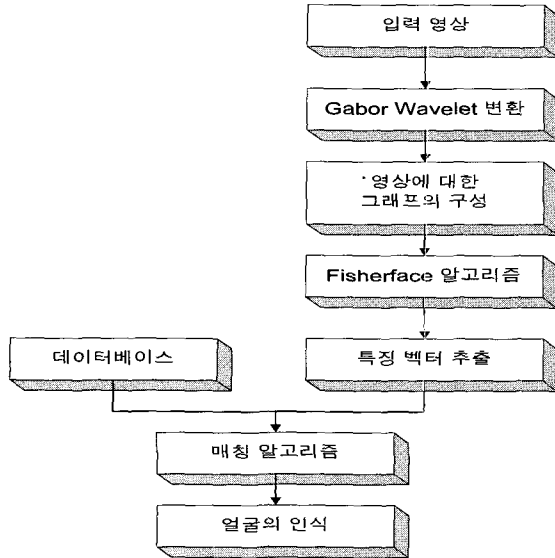 입력 영상
Gabor Wavelet 변환
영상에 대한
그래프의 구성
Fisherface 알고리즘
데이터베이스
특징 벡터 추출
매칭 알고리즘
얼굴의 인식